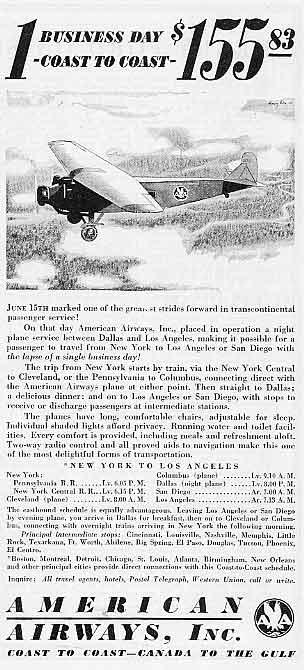 1 BUSINESS DAY $155 83
-COAST TO COAST-
JUNE 15TH marked one of the greatest strides forward in transcontinental
passenger service!
On that day American Airways, Inc., placed in operation a night
plane service between Dallas and Los Angeles, making it possible for a
passenger to travel from New York to Los Angeles or San Diego with
the lapse of a single business day!
The trip from New York starts by train, via the New York Central
to Cleveland, or the Pennsylvania to Columbus, connecting direct with
the American Airways plane at either point. Then straight to Dallas;
a delicious dinner; and on to Los Angeles or San Diego, with stops to
receive or discharge passengers at intermediate stations.
The planes have long, comfortable chairs, adjustable for sleep.
Individual shaded lights afford privacy. Running water and toilet facil-
ities. Every comfort is provided, including meals and refreshments aloft.
Two-way radio control and all proved aids to navigation make this one
of the most delightful forms of transportation.
*NEW YORK TO LOS ANGELES
New York:
Pennsylvania R. R. Lv. 6.05 P. M.
New York Central R. R. Lv. 6.15 P. M.
Cleveland (plane) Lv. 8.00 A. M.
Columbus (plane) Lv. 9.10 A. M.
Dallas (night plane) Lv. 8.00 P. M.
San Diego Ar. 7.00 A. M.
Los Angeles Ar. 7.13 A. M.
The eastbound schedule is equally advantageous. Leaving Los Angeles or San Diego
by evening plane, you arrive in Dallas for breakfast, then on to Cleveland or Colum-
bus, connecting with overnight trains arriving in New York the following morning.
Principal intermediate stops: Cincinnati, Louisville, Nashville, Memphis, Little
Rock, Texarkana, Ft. Worth, Abilene, Big Spring, El Paso, Douglas, Tucson, Phoenix,
El Centro.
*Boston, Montreal, Detroit, Chicago, St. Louis, Atlanta, Birmingham, New Orleans
and other principal cities provide direct connections with this Coast-to-Coast schedule.
Inquire: All travel agents, hotels, Postal Telegraph, Western Union, call or write.
AMERICAN
AIRWAYS, INC.
AA
COAST TO COAST—CANADA TO THE GULF